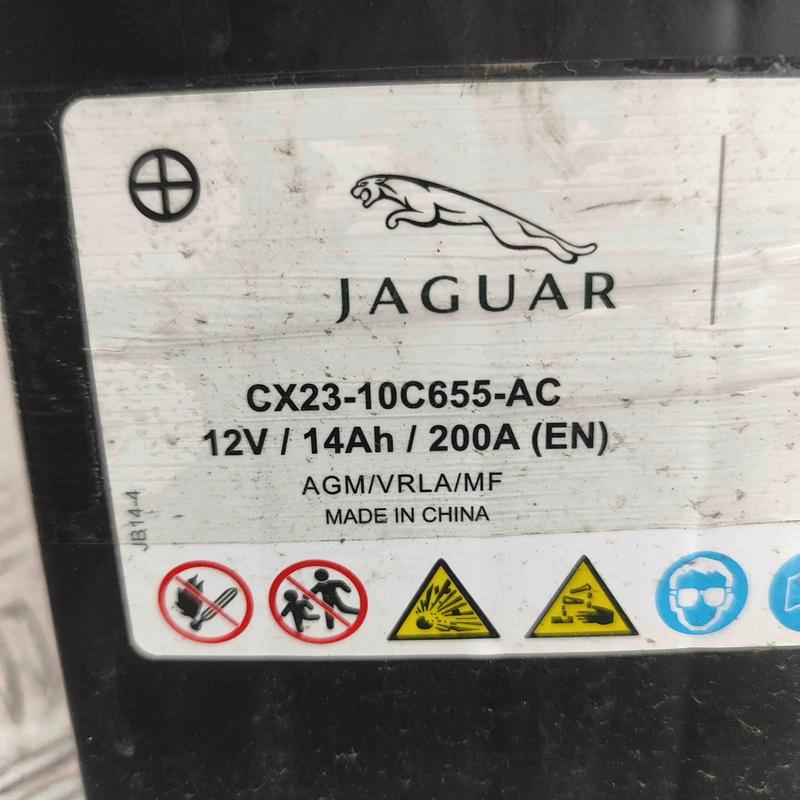 JAGUAR
CX23-10C655-AC
12V / 14Ah / 200A (EN)
AGM/VRLA/MF
MADE IN CHINA
JB14-4